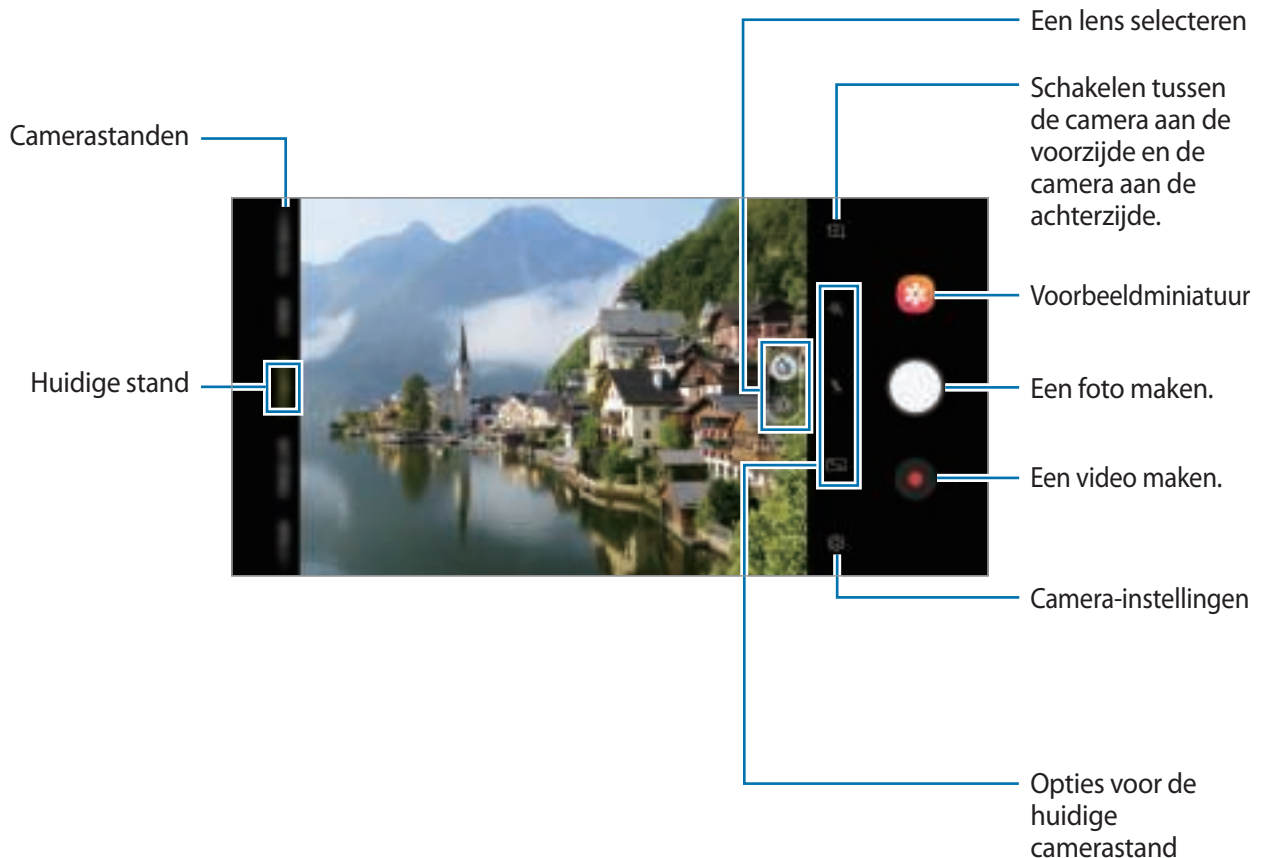 Een lens selecteren
Schakelen tussen
de camera aan de
voorzijde en de
camera aan de
achterzijde.
Camerastanden
Voorbeeldminiatuur
Huidige stand
Een foto maken.
Een video maken.
Camera-instellingen
Opties voor de
huidige
camerastand